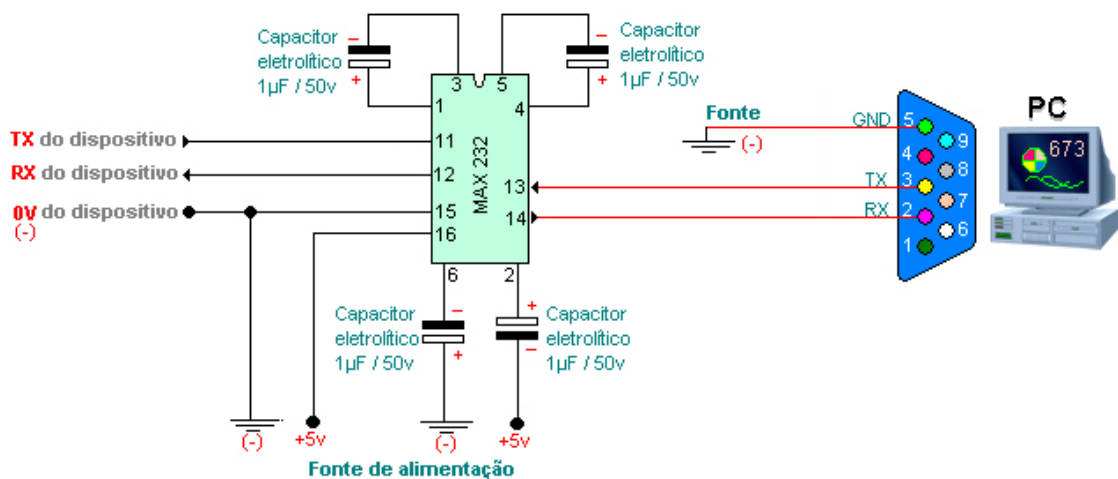 Capacitor
eletrolítico
1µF / 50v
–
+
–
+
Capacitor
eletrolítico
1µF / 50v
3
5
1
4
TX do dispositivo
11
RX do dispositivo
12
0V do dispositivo
(-)
15
16
MAX 232
13
14
6
2
Fonte
(-)
GND
TX
RX
5
9
4
8
3
7
2
6
1
PC
673
Capacitor
eletrolítico
1µF / 50v
–
+
+
–
Capacitor
eletrolítico
1µF / 50v
(-)
+5v
(-)
+5v
Fonte de alimentação